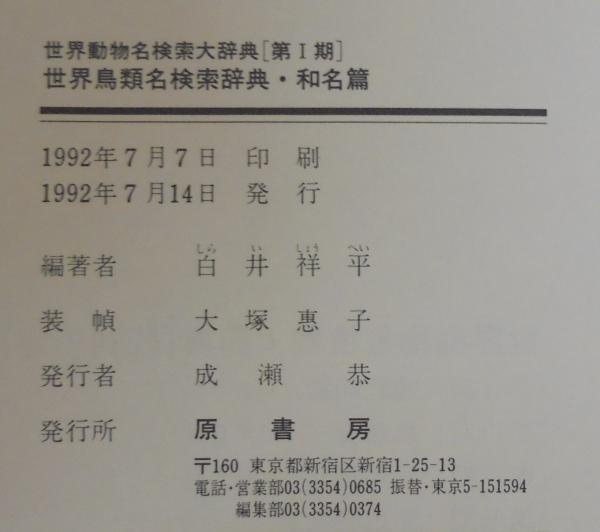 世界動物名検索大辞典[第Ⅰ期]
世界鳥類名検索辞典・和名篇
1992年7月7日 印刷
1992年7月14日 発行
しら い しょう へい
編著者 白井祥平
装幀 大塚惠子
発行者 成瀬恭
発行所 原書房
〒160 東京都新宿区新宿1-25-13
電話・営業部03(3354)0685 振替・東京5-151594
編集部03(3354)0374